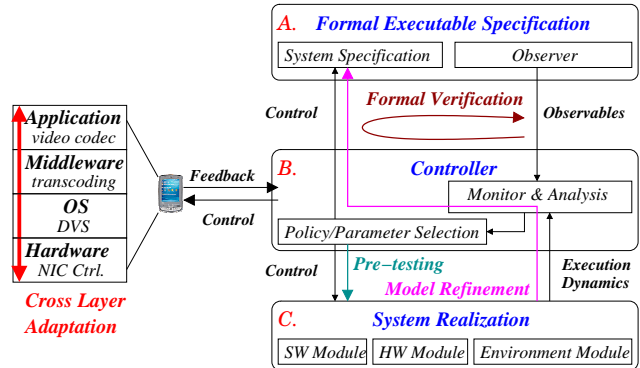 A. Formal Executable Specification
System Specification
Observer
Control
Formal Verification
Observables
Application
video codec
Middleware
transcoding
OS
DVS
Hardware
NIC Ctrl.
Cross Layer
Adaptation
Feedback
Control
B. Controller
Monitor & Analysis
Policy/Parameter Selection
Control
Pre−testing
Model Refinement
Execution
Dynamics
C. System Realization
SW Module
HW Module
Environment Module